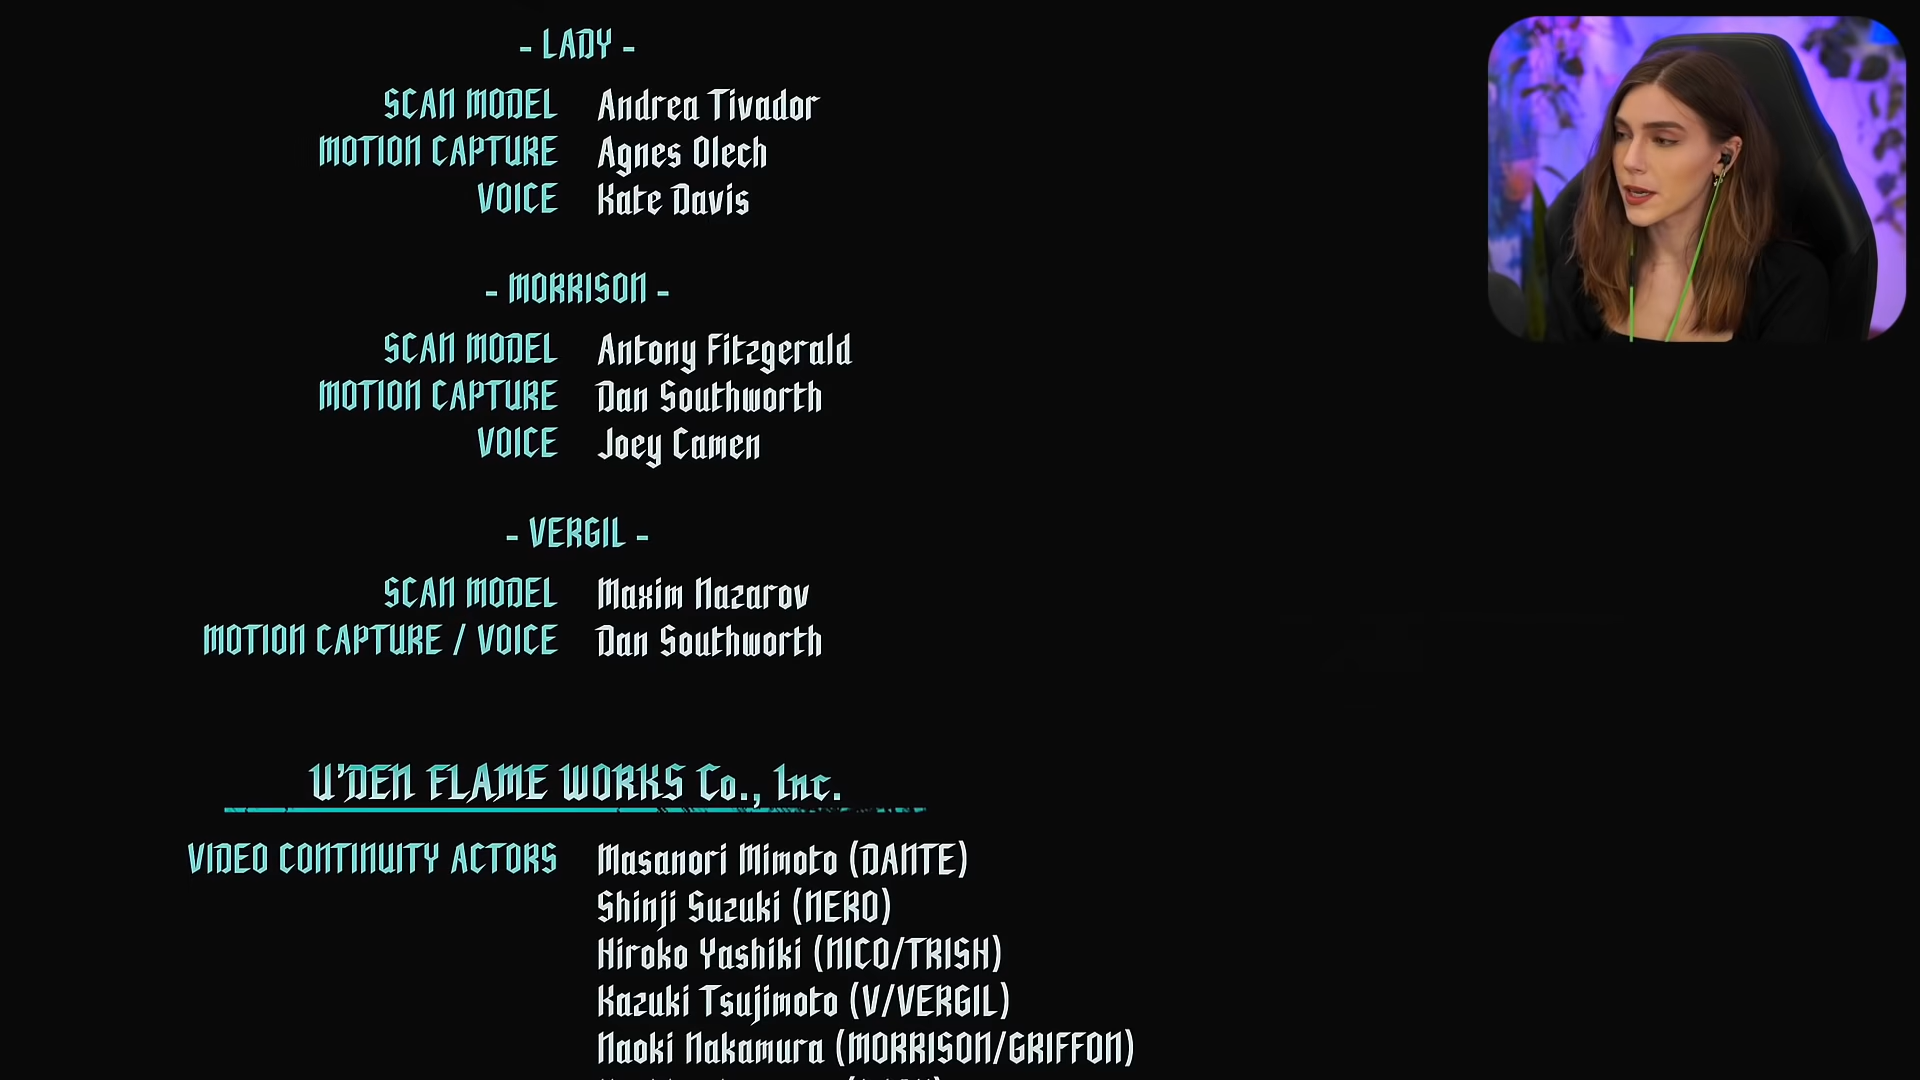 - LADY -
SCAN MODEL Andrea Tivador
MOTION CAPTURE Agnes Olech
VOICE Kate Davis
- MORRISON -
SCAN MODEL Antony Fitzgerald
MOTION CAPTURE Dan Southworth
VOICE Joey Camen
- VERGIL -
SCAN MODEL Maxim Nazarov
MOTION CAPTURE / VOICE Dan Southworth
U'DEN FLAME WORKS Co., Inc.
VIDEO CONTINUITY ACTORS Masanori Mimoto (DANTE)
Shinji Suzuki (NERO)
Hiroko Yashiki (NICO/TRISH)
Kazuki Tsujimoto (V/VERGIL)
Naoki Nakamura (MORRISON/GRIFFON)